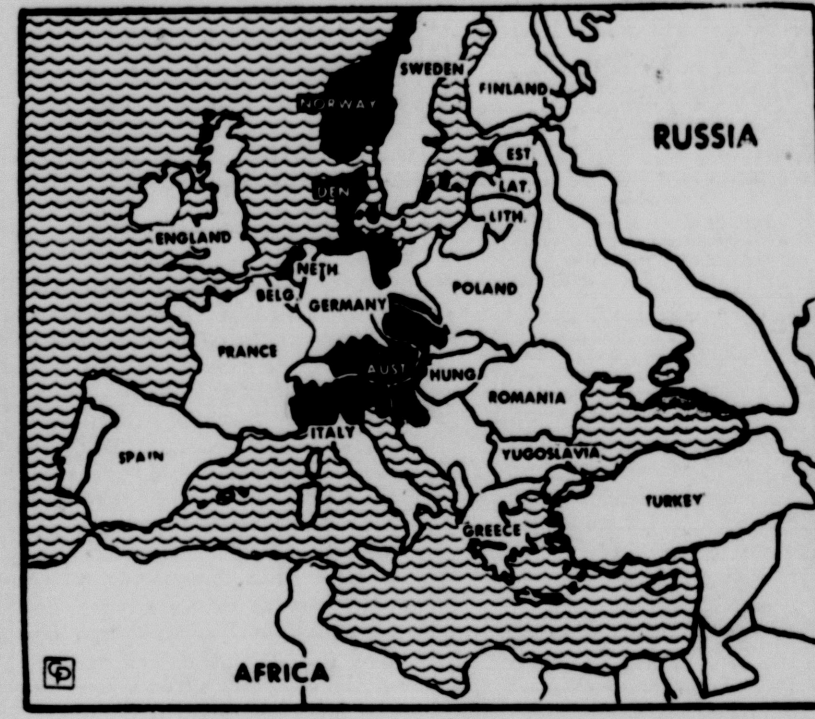 SWEDEN
FINLAND
NORWAY
RUSSIA
EST.
LAT.
DEN
LITH.
ENGLAND
NETH
BELG.
GERMANY
POLAND
FRANCE
AUST
HUNG
ROMANIA
ITALY
SPAIN
YUGOSLAVIA
TURKEY
GREECE
AFRICA
CP